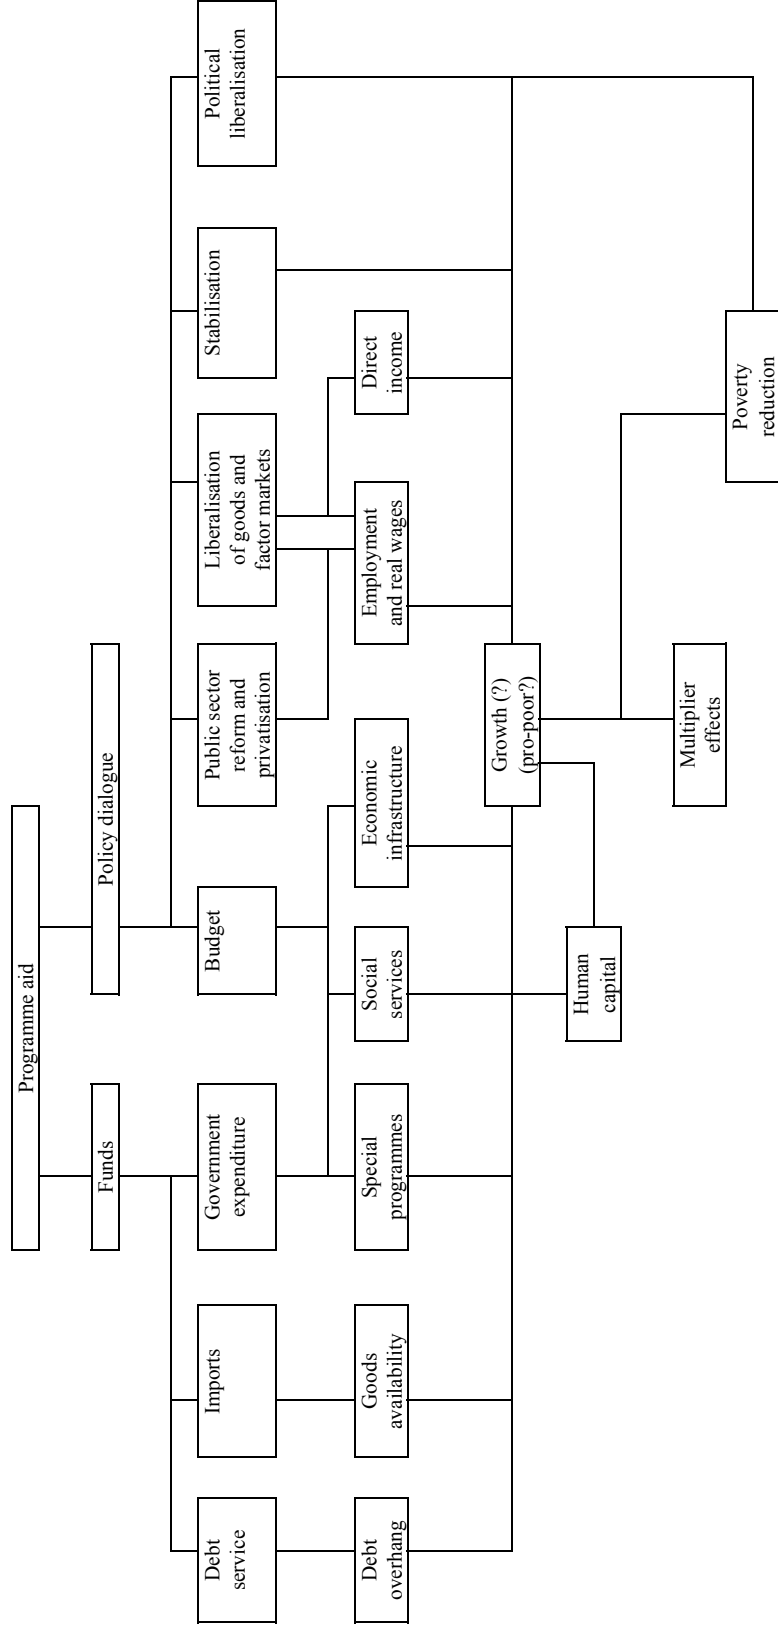 Programme aid
Funds
Policy dialogue
Debt
service
Imports
Government
expenditure
Budget
Public sector
reform and
privatisation
Liberalisation
of goods and
factor markets
Stabilisation
Political
liberalisation
Debt
overhang
Goods
availability
Special
programmes
Social
services
Economic
infrastructure
Employment
and real wages
Direct
income
Growth (?)
(pro-poor?)
Human
capital
Multiplier
effects
Poverty
reduction